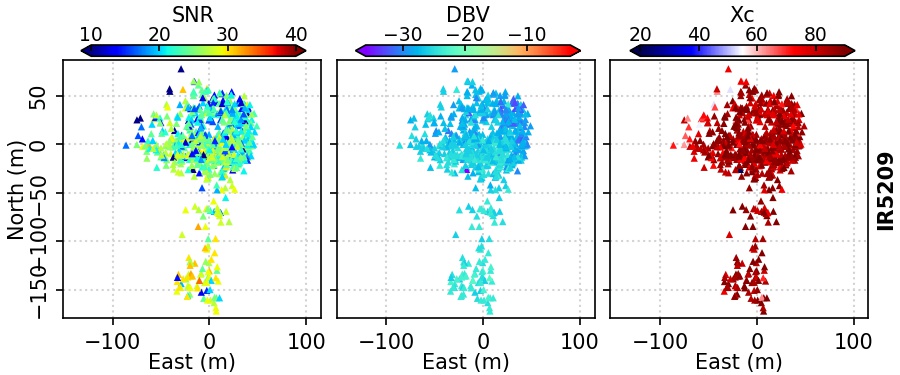 SNR DBV Xc
10 20 30 40 −30 −20 −10 20 40 60 80
50
0
−50
−100
−150
North (m)
−100 0 100 −100 0 100 −100 0 100
East (m) East (m) East (m)
IR5209